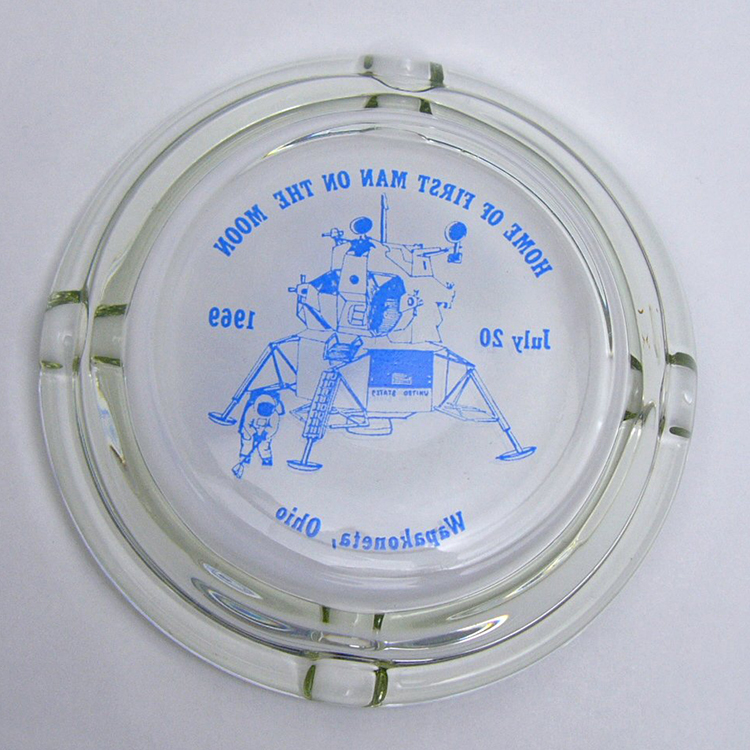 HOME OF FIRST MAN ON THE MOON
July 20 1969
UNITED STATES
Wapakoneta, Ohio